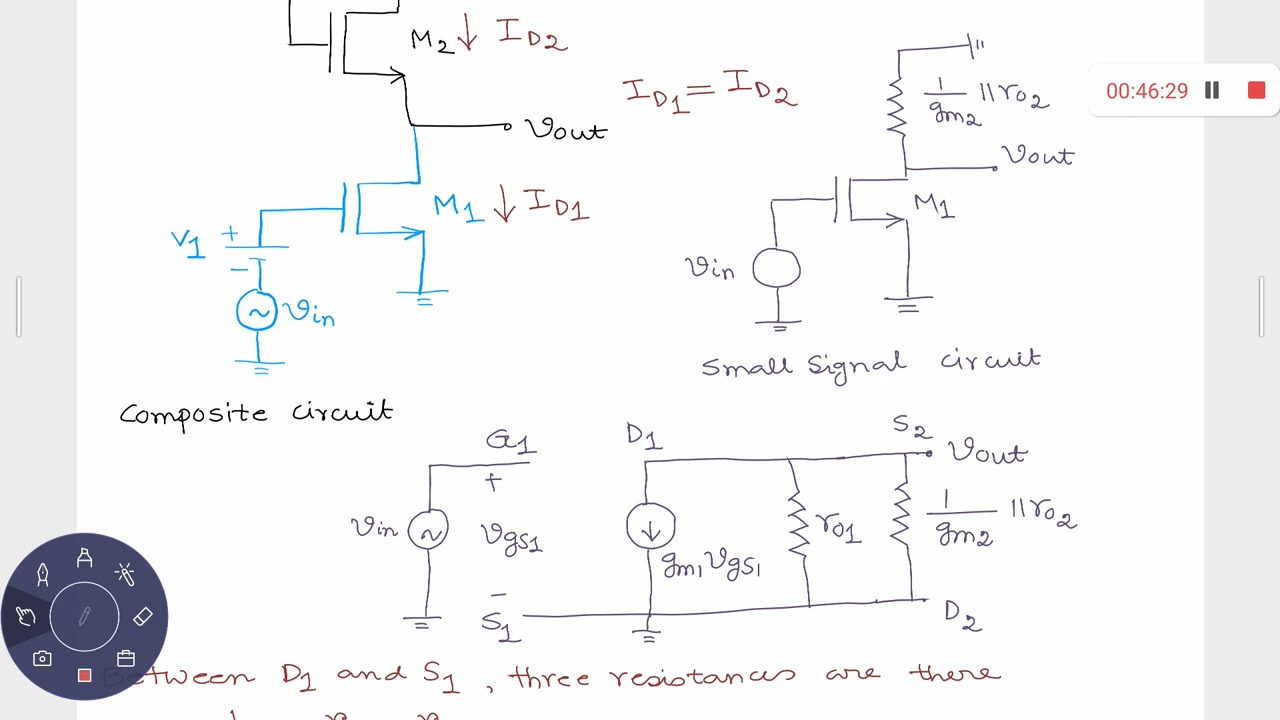 M2 ↓ ID2
ID1 = ID2
1/gm2 || ro2
00:46:29
Vout
Vout
M1 ↓ ID1
M1
V1 + −
Vin
Vin
Small Signal circuit
Composite circuit
G1
D1
S2
Vout
+
Vin
Vgs1
gm1Vgs1
ro1
1/gm2 || ro2
−
S1
D2
Between D1 and S1, three resistances are there